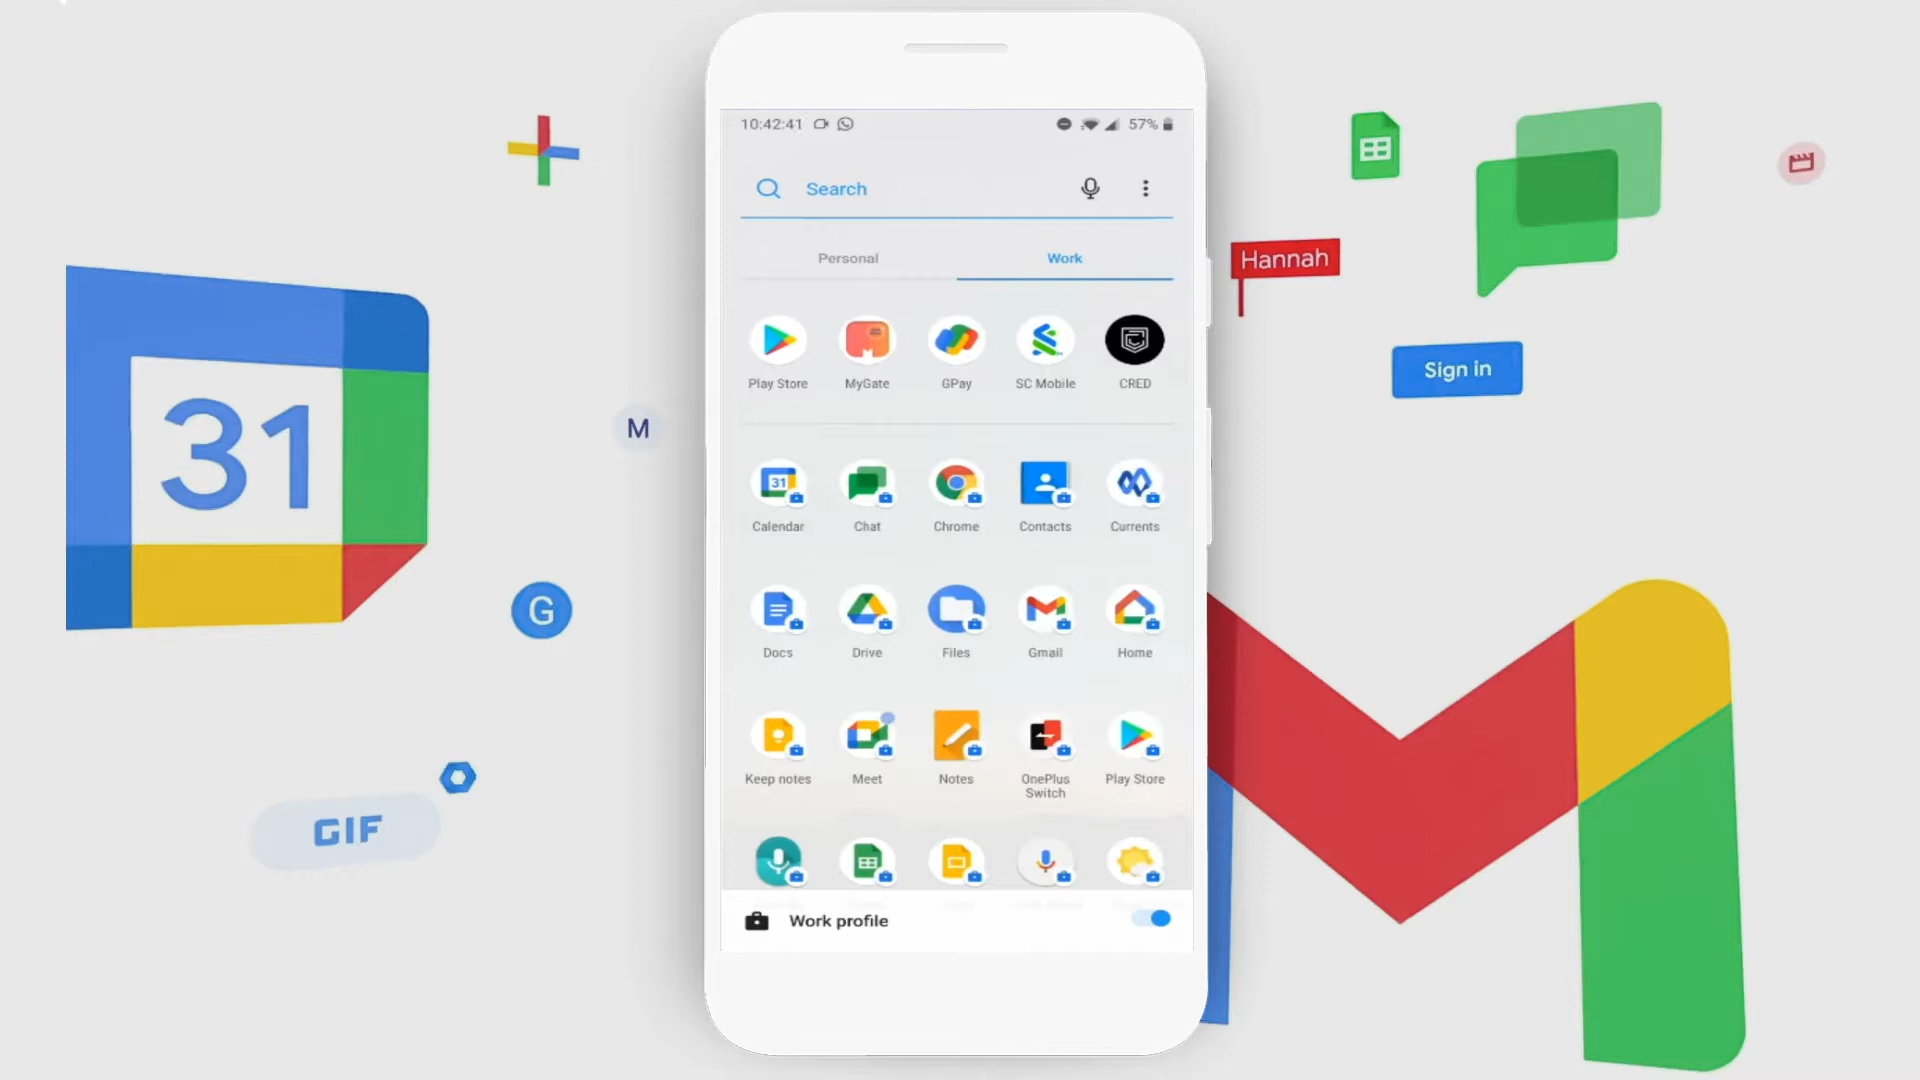 10:42:41
57%
Search
Personal
Work
Play Store
MyGate
GPay
SC Mobile
CRED
31
Calendar
Chat
Chrome
Contacts
Currents
Docs
Drive
Files
Gmail
Home
Keep notes
Meet
Notes
OnePlus
Switch
Play Store
Work profile
31
M
G
GIF
Hannah
Sign in